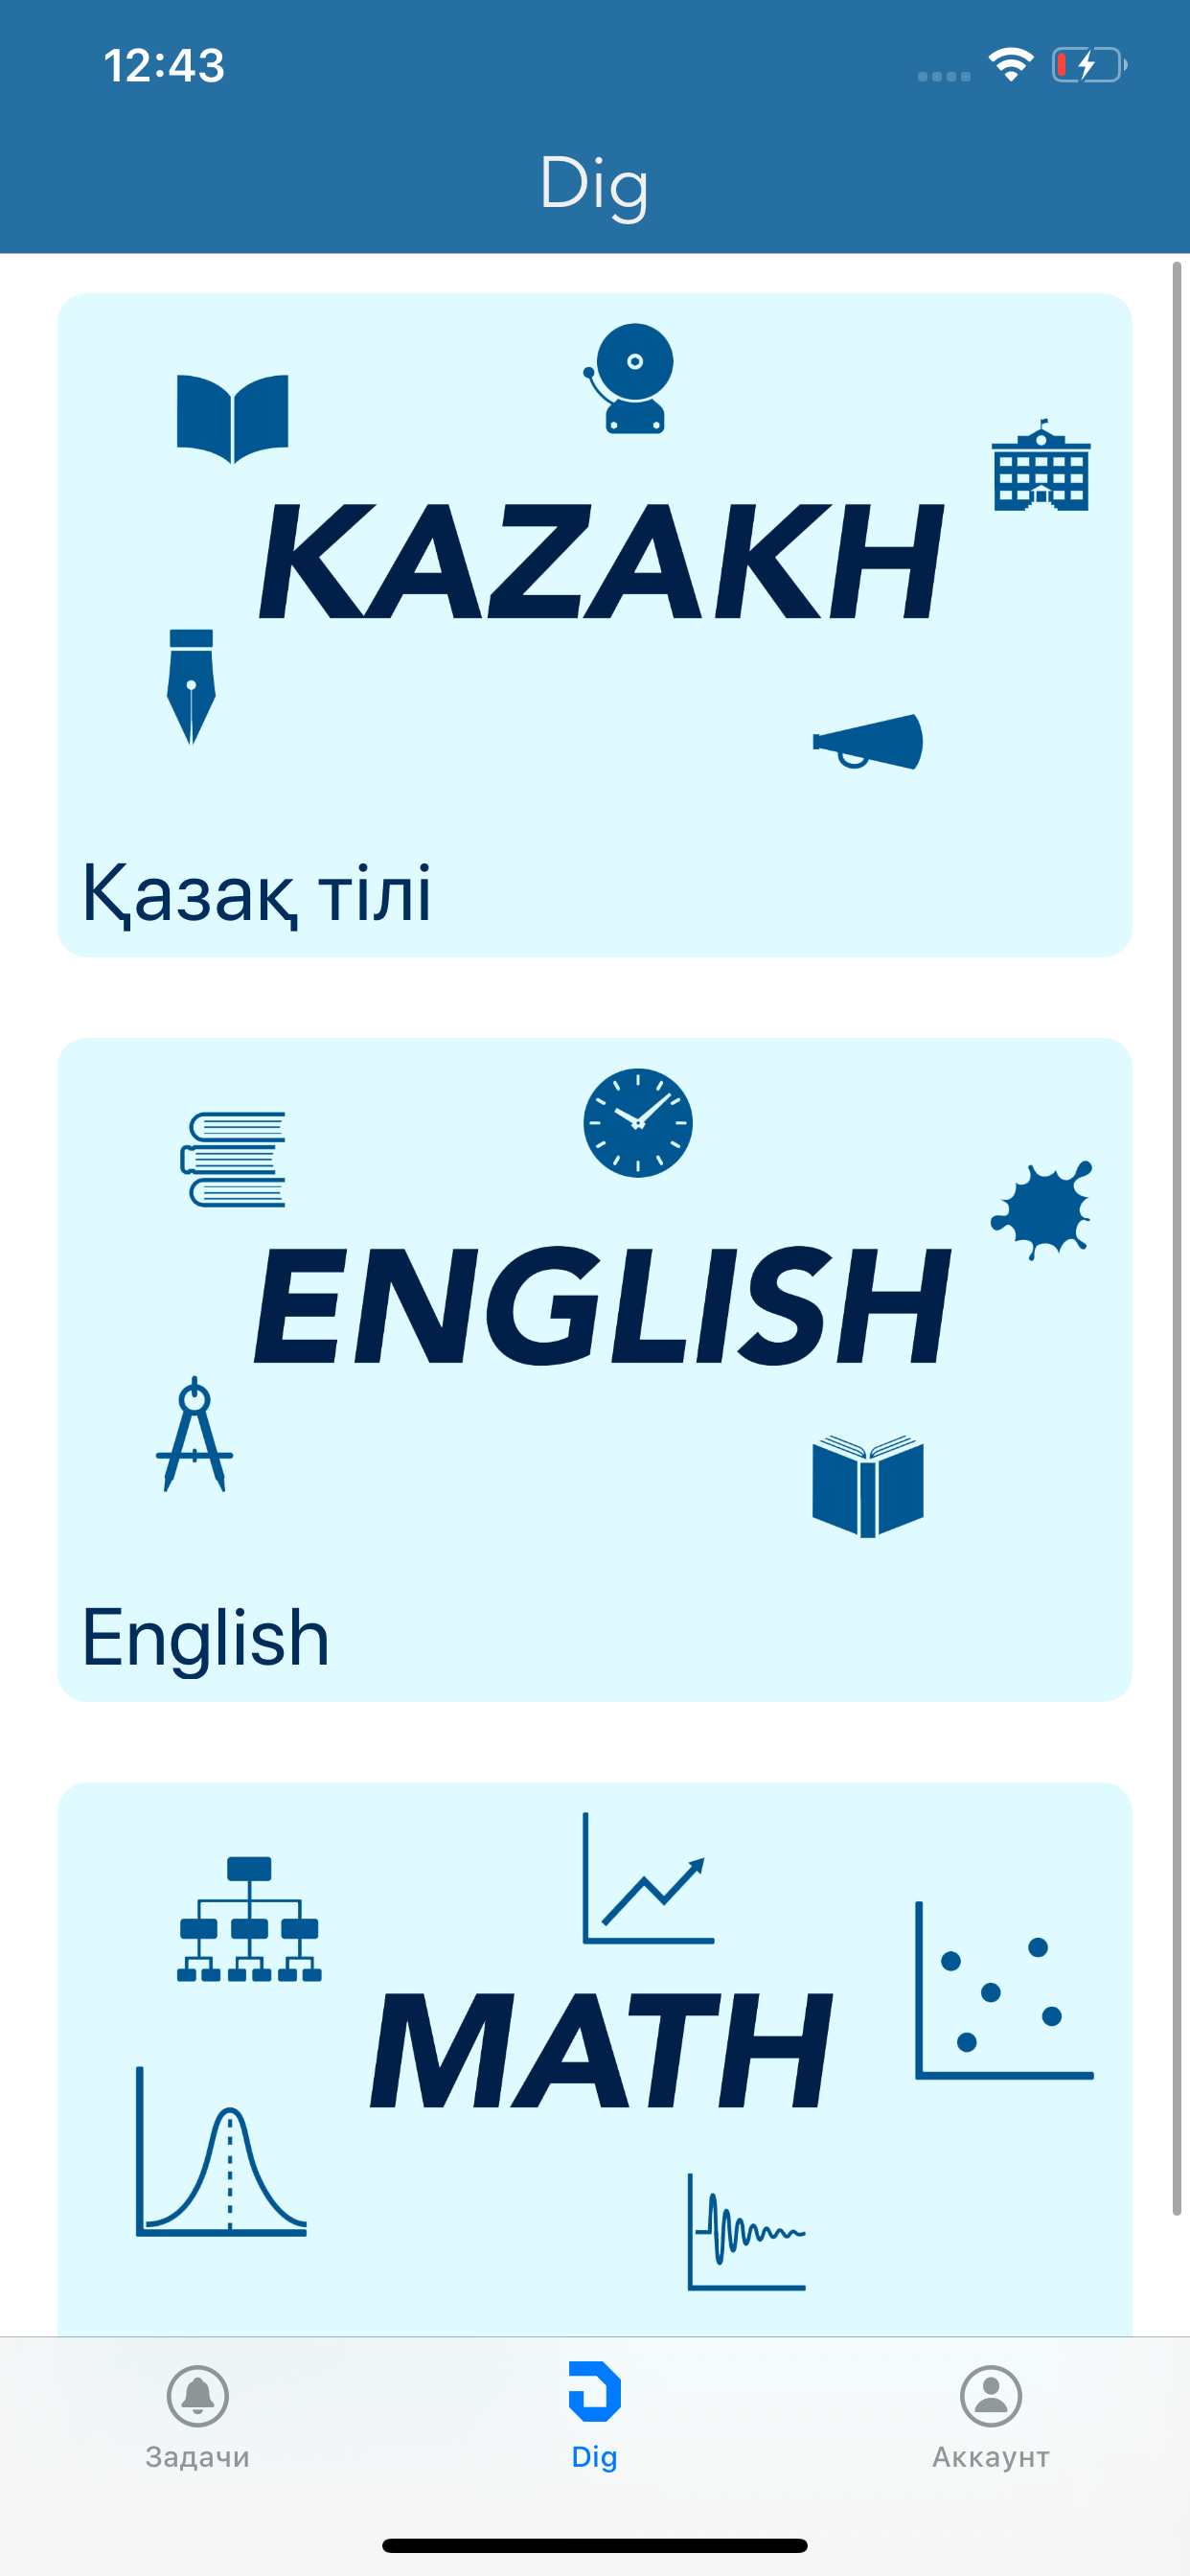 12:43
Dig
KAZAKH
Қазақ тілі
ENGLISH
English
MATH
Задачи
Dig
Аккаунт